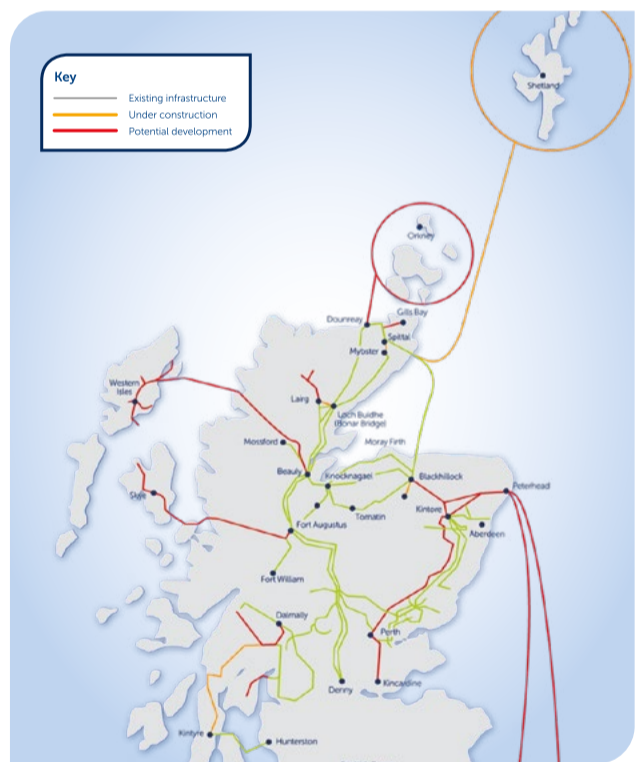 Key
Existing infrastructure
Under construction
Potential development
Shetland
Orkney
Gills Bay
Dounreay
Spittal
Mybster
Western
Isles
Lairg
Loch Buidhe
(Bonar Bridge)
Mossford
Moray Firth
Beauly
Knocknagael
Blackhillock
Peterhead
Skye
Tomatin
Kintore
Fort Augustus
Aberdeen
Fort William
Dalmally
Perth
Denny
Kincardine
Kintyre
Hunterston